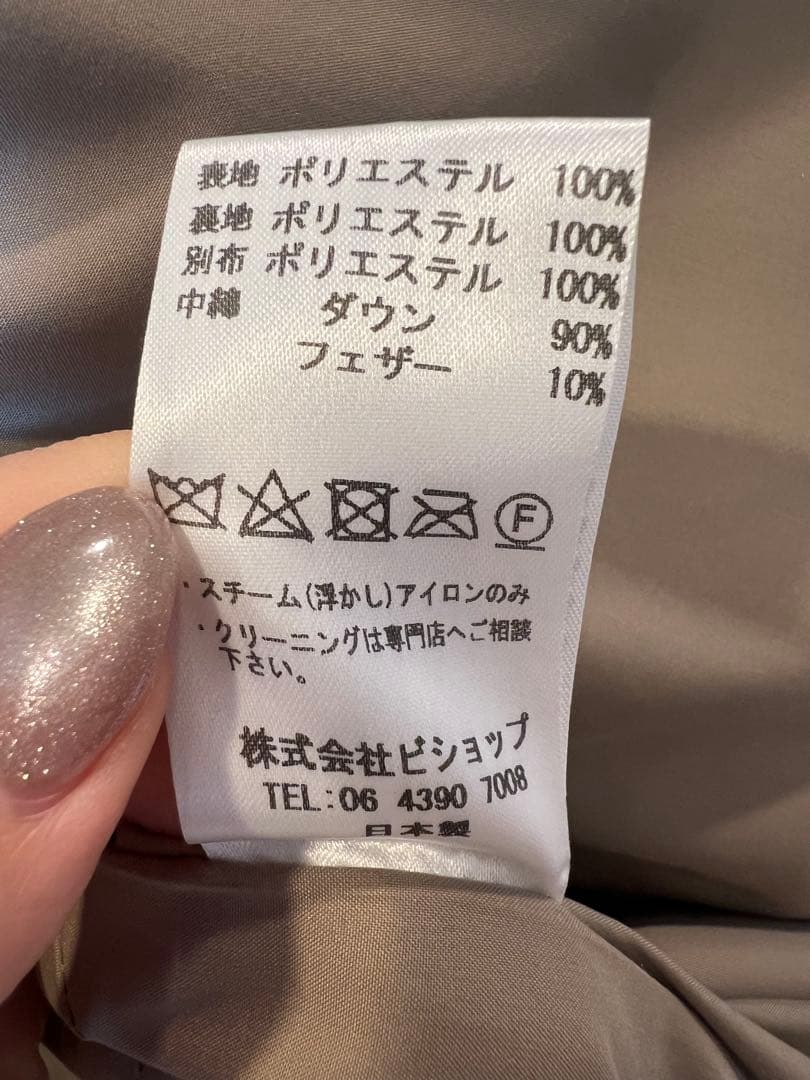 表地 ポリエステル 100%
裏地 ポリエステル 100%
別布 ポリエステル 100%
中綿 ダウン 90%
フェザー 10%
F
・スチーム(浮かし)アイロンのみ
・クリーニングは専門店へご相談
下さい。
株式会社ビショップ
TEL:06 4390 7008
日本製